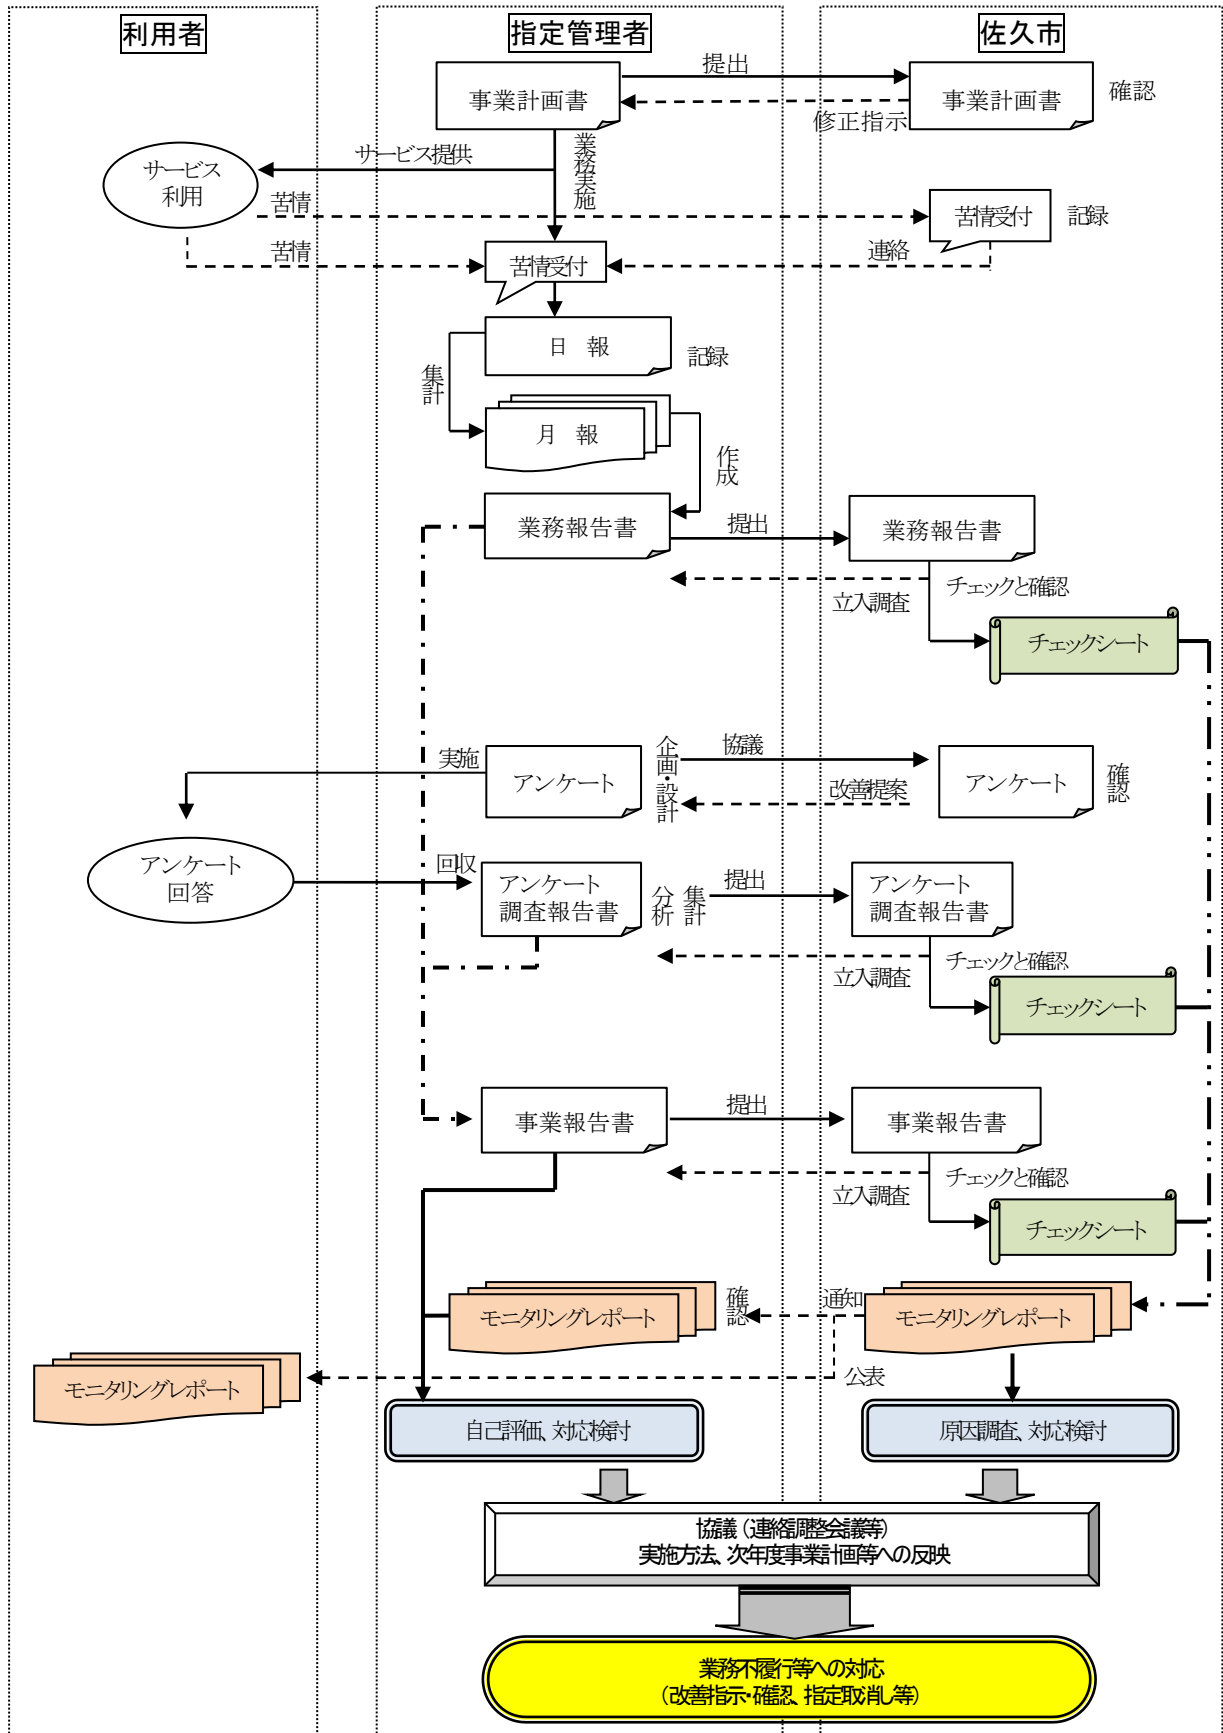 利用者
指定管理者
佐久市
提出
事業計画書
事業計画書
確認
修正指示
業務実施
サービス提供
サービス
利用
苦情
苦情受付
記録
苦情
連絡
苦情受付
日 報
記録
集計
月 報
作成
業務報告書
提出
業務報告書
チェックと確認
立入調査
チェックシート
実施
アンケート
企画・設計
協議
改善提案
アンケート
確認
アンケート
回答
回収
アンケート
調査報告書
分析
集計
提出
アンケート
調査報告書
チェックと確認
立入調査
チェックシート
事業報告書
提出
事業報告書
チェックと確認
立入調査
チェックシート
モニタリングレポート
確認
通知
モニタリングレポート
モニタリングレポート
公表
自己評価、対応検討
原因調査、対応検討
協議(連絡調整会議等)
実施方法、次年度事業計画等への反映
業務不履行等への対応
(改善指示・確認、指定取消し等)